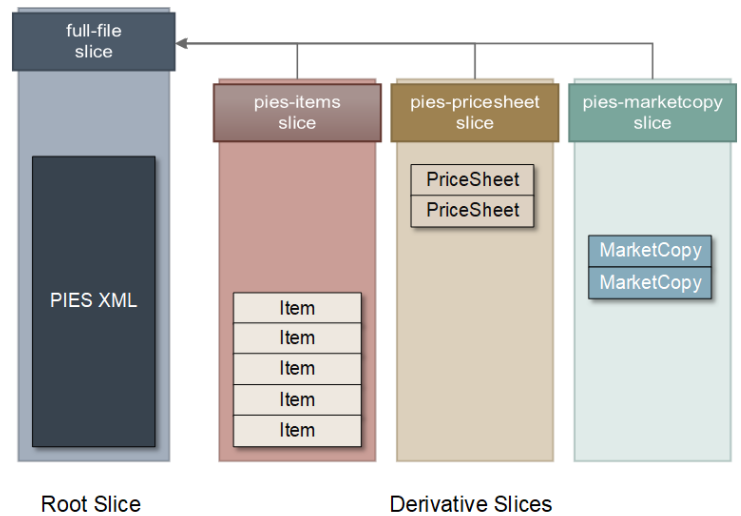 full-file
slice
pies-items
slice
pies-pricesheet
slice
pies-marketcopy
slice
PriceSheet
PriceSheet
MarketCopy
MarketCopy
PIES XML
Item
Item
Item
Item
Item
Root Slice
Derivative Slices